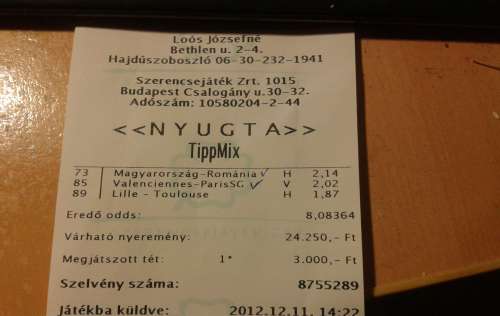 Loós Józsefné
Bethlen u. 2-4.
Hajdúszoboszló 06-30-232-1941
Szerencsejáték Zrt. 1015
Budapest Csalogány u.30-32.
Adószám: 10580204-2-44
<<NYUGTA>>
TippMix
73 Magyarország-Románia H 2,14
85 Valenciennes-ParisSG V 2,02
89 Lille - Toulouse H 1,87
Eredő odds: 8,08364
Várható nyeremény: 24.250,- Ft
Megjátszott tét: 1* 3.000,- Ft
Szelvény száma: 8755289
Játékba küldve: 2012.12.11. 14:22